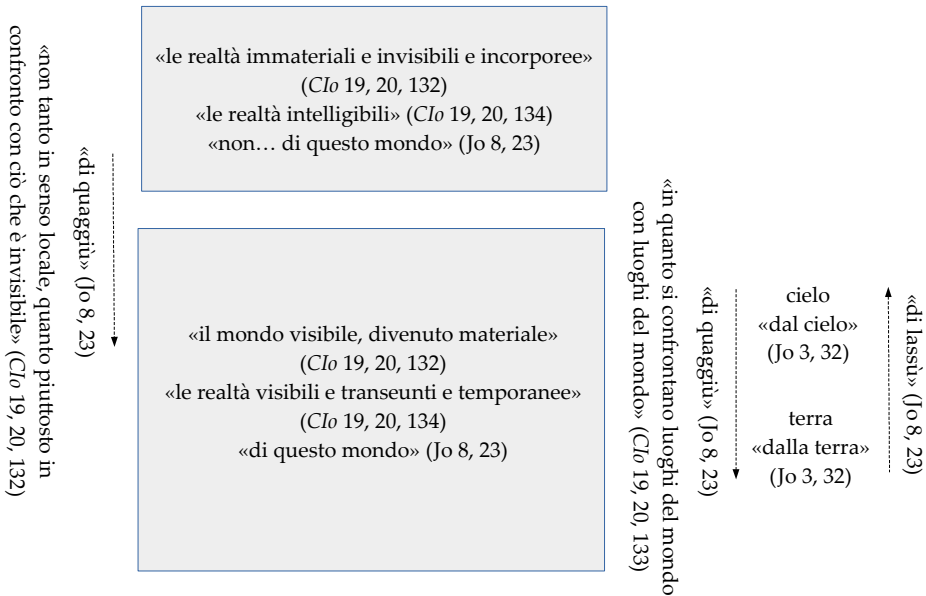 «non tanto in senso locale, quanto piuttosto in
confronto con ciò che è invisibile» (CIo 19, 20, 132)
«di quaggiù» (Jo 8, 23)
«le realtà immateriali e invisibili e incorporee»
(CIo 19, 20, 132)
«le realtà intelligibili» (CIo 19, 20, 134)
«non… di questo mondo» (Jo 8, 23)
«il mondo visibile, divenuto materiale»
(CIo 19, 20, 132)
«le realtà visibili e transeunti e temporanee»
(CIo 19, 20, 134)
«di questo mondo» (Jo 8, 23)
«in quanto si confrontano luoghi del mondo
con luoghi del mondo» (CIo 19, 20, 133)
«di quaggiù» (Jo 8, 23)
cielo
«dal cielo»
(Jo 3, 32)
terra
«dalla terra»
(Jo 3, 32)
«di lassù» (Jo 8, 23)